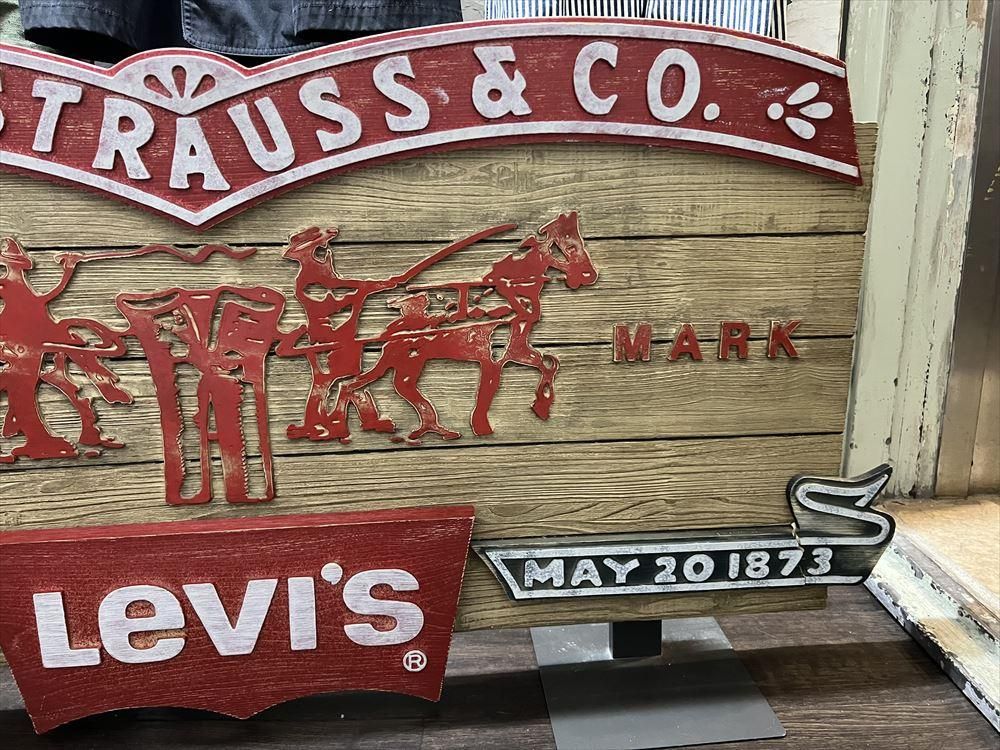 STRAUSS & CO.
MARK
LEVI'S ®
MAY 20 1873